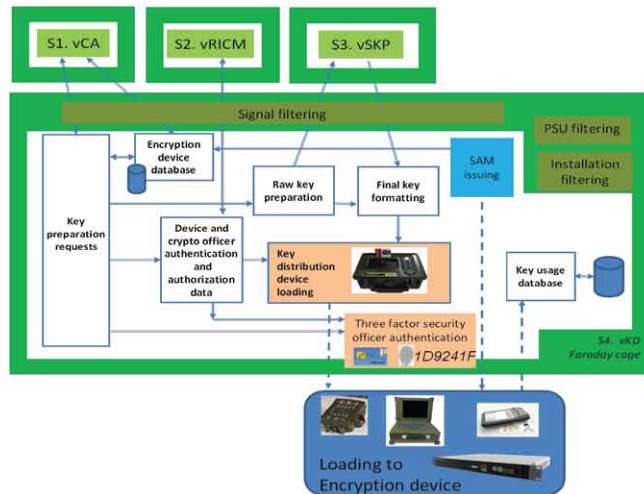 S1. vCA
S2. vRICM
S3. vSKP
Signal filtering
PSU filtering
Installation
filtering
Encryption
device
database
SAM
issuing
Raw key
preparation
Final key
formatting
Key
preparation
requests
Device and
crypto officer
authentication
and
authorization
data
Key
distribution
device
loading
Key usage
database
Three factor security
officer authentication
1D9241F
S4. vKD
Faraday cage
Loading to
Encryption device